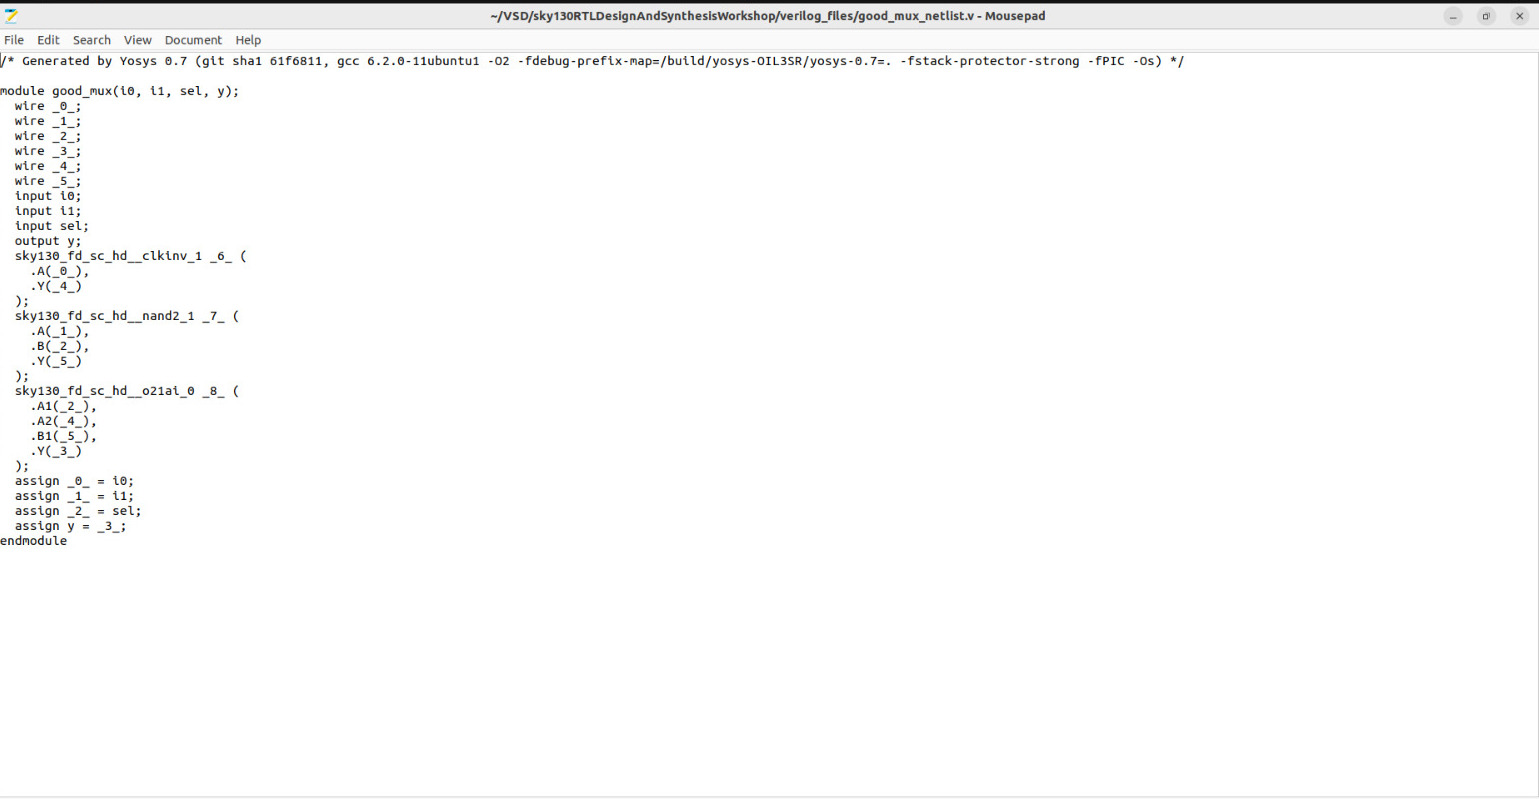 ~/VSD/sky130RTLDesignAndSynthesisWorkshop/verilog_files/good_mux_netlist.v - Mousepad
File Edit Search View Document Help
/* Generated by Yosys 0.7 (git sha1 61f6811, gcc 6.2.0-11ubuntu1 -O2 -fdebug-prefix-map=/build/yosys-OIL3SR/yosys-0.7=. -fstack-protector-strong -fPIC -Os) */

module good_mux(i0, i1, sel, y);
  wire _0_;
  wire _1_;
  wire _2_;
  wire _3_;
  wire _4_;
  wire _5_;
  input i0;
  input i1;
  input sel;
  output y;
  sky130_fd_sc_hd__clkinv_1 _6_ (
    .A(_0_),
    .Y(_4_)
  );
  sky130_fd_sc_hd__nand2_1 _7_ (
    .A(_1_),
    .B(_2_),
    .Y(_5_)
  );
  sky130_fd_sc_hd__o21ai_0 _8_ (
    .A1(_2_),
    .A2(_4_),
    .B1(_5_),
    .Y(_3_)
  );
  assign _0_ = i0;
  assign _1_ = i1;
  assign _2_ = sel;
  assign y = _3_;
endmodule